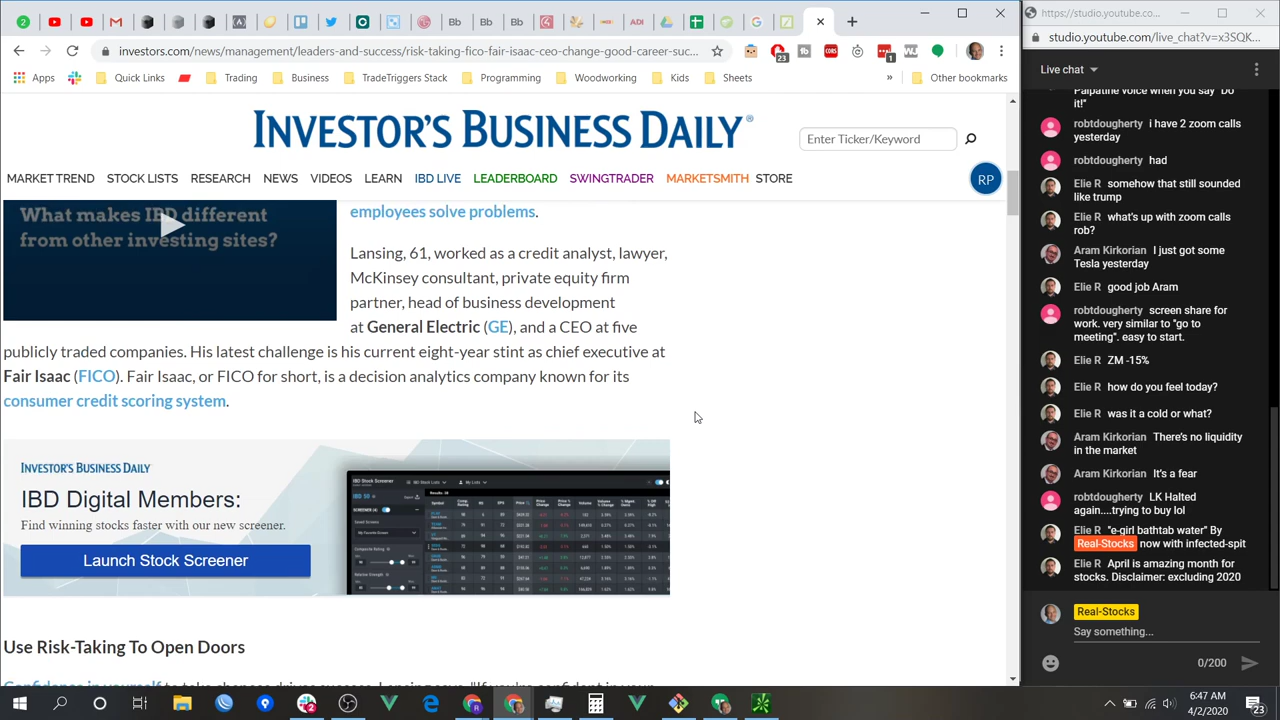 https://studio.youtube.co...
investors.com/news/management/leaders-and-success/risk-taking-fico-fair-isaac-ceo-change-good-career-suc...
studio.youtube.com/live_chat?v=x3SQK...
Apps
Quick Links
Trading
Business
TradeTriggers Stack
Programming
Woodworking
Kids
Sheets
»
Other bookmarks
INVESTOR'S BUSINESS DAILY®
Enter Ticker/Keyword
MARKET TREND STOCK LISTS RESEARCH NEWS VIDEOS LEARN IBD LIVE LEADERBOARD SWINGTRADER MARKETSMITH STORE
RP
What makes IBD different
from other investing sites?
employees solve problems.
Lansing, 61, worked as a credit analyst, lawyer,
McKinsey consultant, private equity firm
partner, head of business development
at General Electric (GE), and a CEO at five
publicly traded companies. His latest challenge is his current eight-year stint as chief executive at
Fair Isaac (FICO). Fair Isaac, or FICO for short, is a decision analytics company known for its
consumer credit scoring system.
INVESTOR'S BUSINESS DAILY
IBD Digital Members:
Find winning stocks faster with our new screener.
Launch Stock Screener
IBD Stock Screener
Use Risk-Taking To Open Doors
Live chat
Palpatine voice when you say "Do
it!"
robtdougherty i have 2 zoom calls
yesterday
robtdougherty had
Elie R somehow that still sounded
like trump
Elie R what's up with zoom calls
rob?
Aram Kirkorian I just got some
Tesla yesterday
Elie R good job Aram
robtdougherty screen share for
work. very similar to "go to
meeting". easy to start.
Elie R ZM -15%
Elie R how do you feel today?
Elie R was it a cold or what?
Aram Kirkorian There's no liquidity
in the market
Aram Kirkorian It's a fear
robtdougherty LK Halted
again....trying to buy lol
Elie R "e-girl bathtab water" By
Real-Stocks now with infected-spit
Elie R April is amazing month for
stocks. *disclaimer: excluding 2020
Real-Stocks
Say something...
0/200
6:47 AM
4/2/2020
23